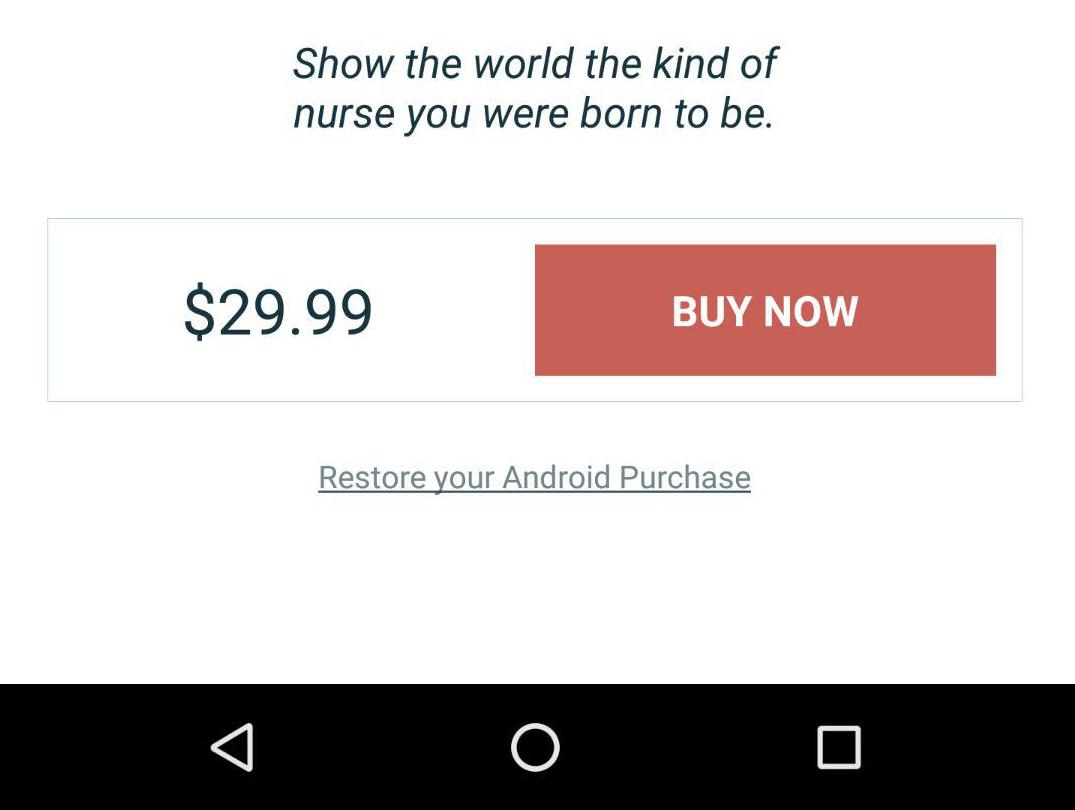 Show the world the kind of
nurse you were born to be.
$29.99
BUY NOW
Restore your Android Purchase